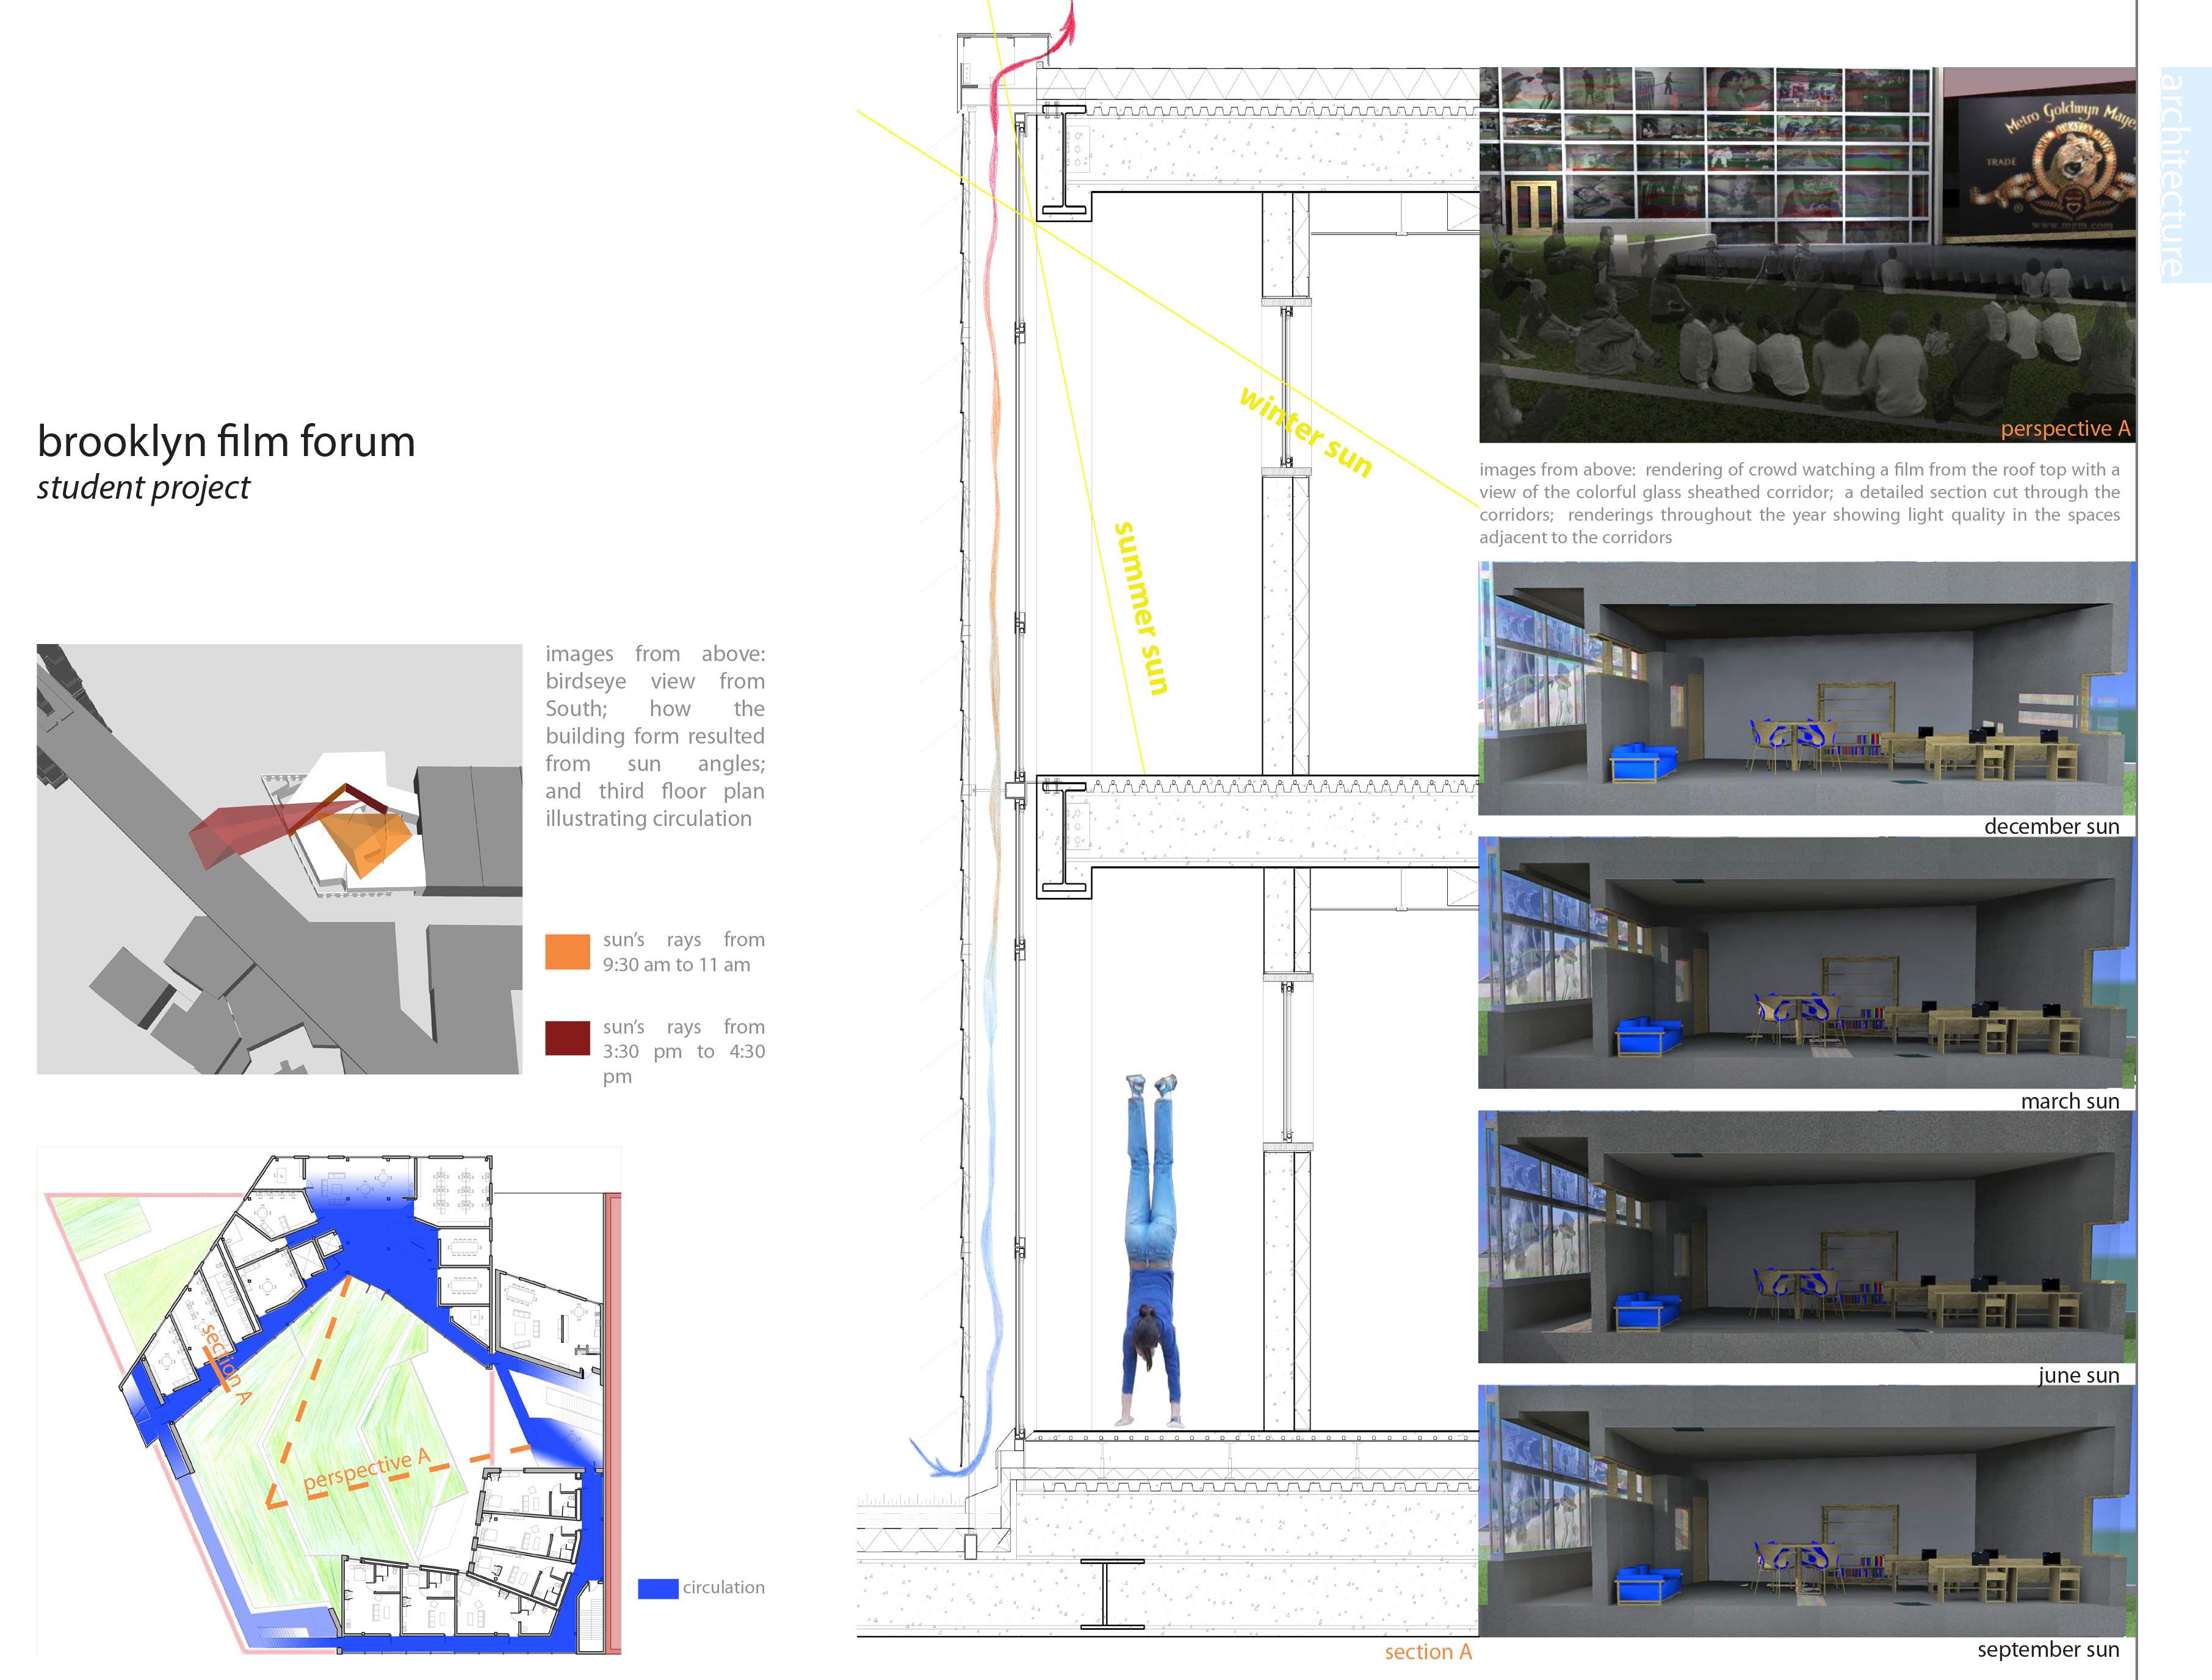 brooklyn film forum
student project
images from above:
birdseye view from
South; how the
building form resulted
from sun angles;
and third floor plan
illustrating circulation
sun's rays from
9:30 am to 11 am
sun's rays from
3:30 pm to 4:30
pm
section A
perspective A
circulation
winter sun
summer sun
section A
Metro Goldwyn Maye
TRADE
®
www.mgm.com
perspective A
images from above: rendering of crowd watching a film from the roof top with a
view of the colorful glass sheathed corridor; a detailed section cut through the
corridors; renderings throughout the year showing light quality in the spaces
adjacent to the corridors
december sun
march sun
june sun
september sun
architecture